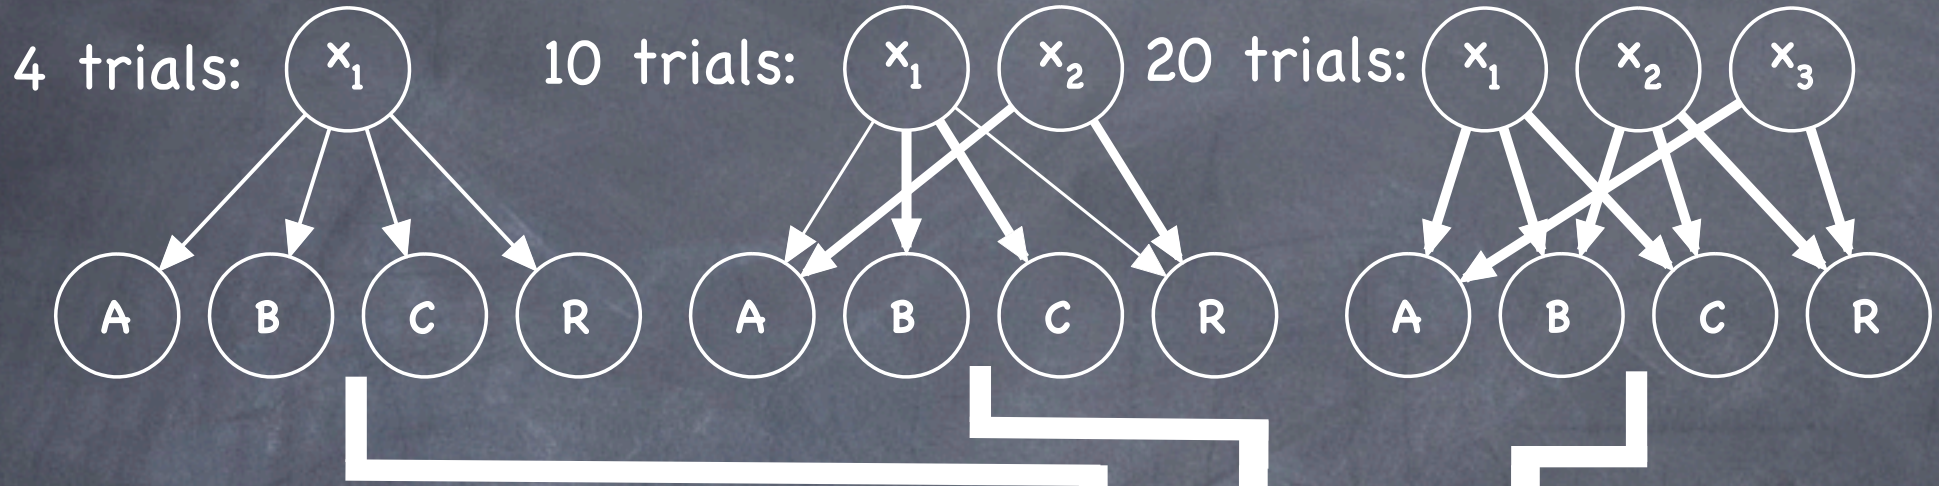 4 trials: x₁ 10 trials: x₁ x₂ 20 trials: x₁ x₂ x₃
A B C R A B C R A B C R